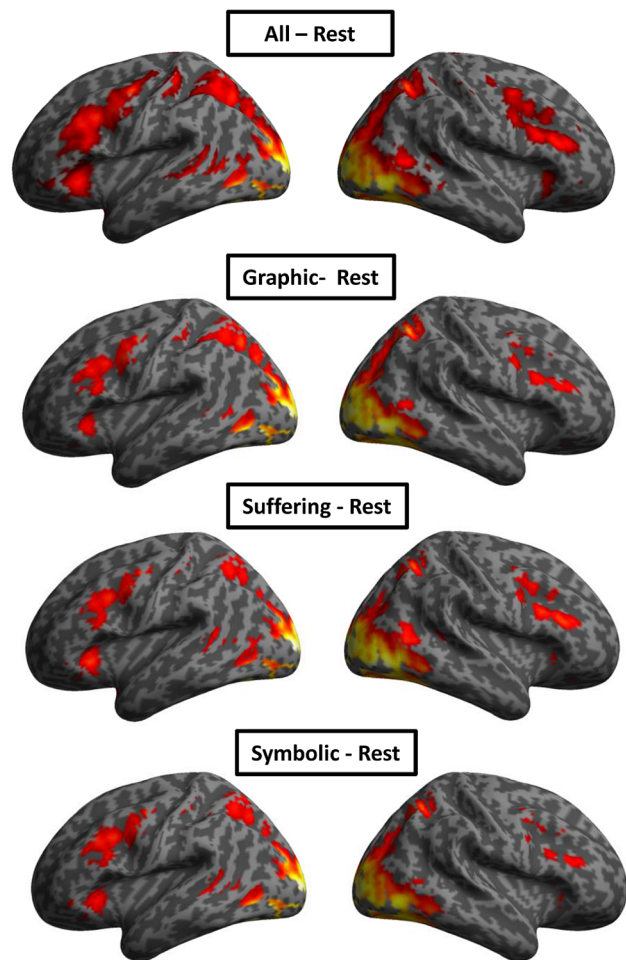 All – Rest
Graphic- Rest
Suffering - Rest
Symbolic - Rest